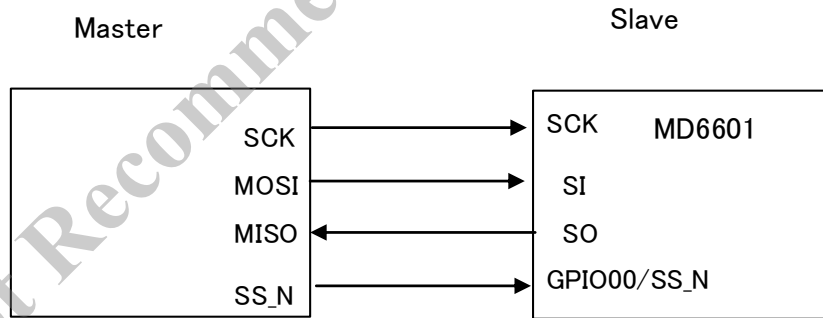 Master
Slave
SCK
MOSI
MISO
SS_N
SCK MD6601
SI
SO
GPIO00/SS_N